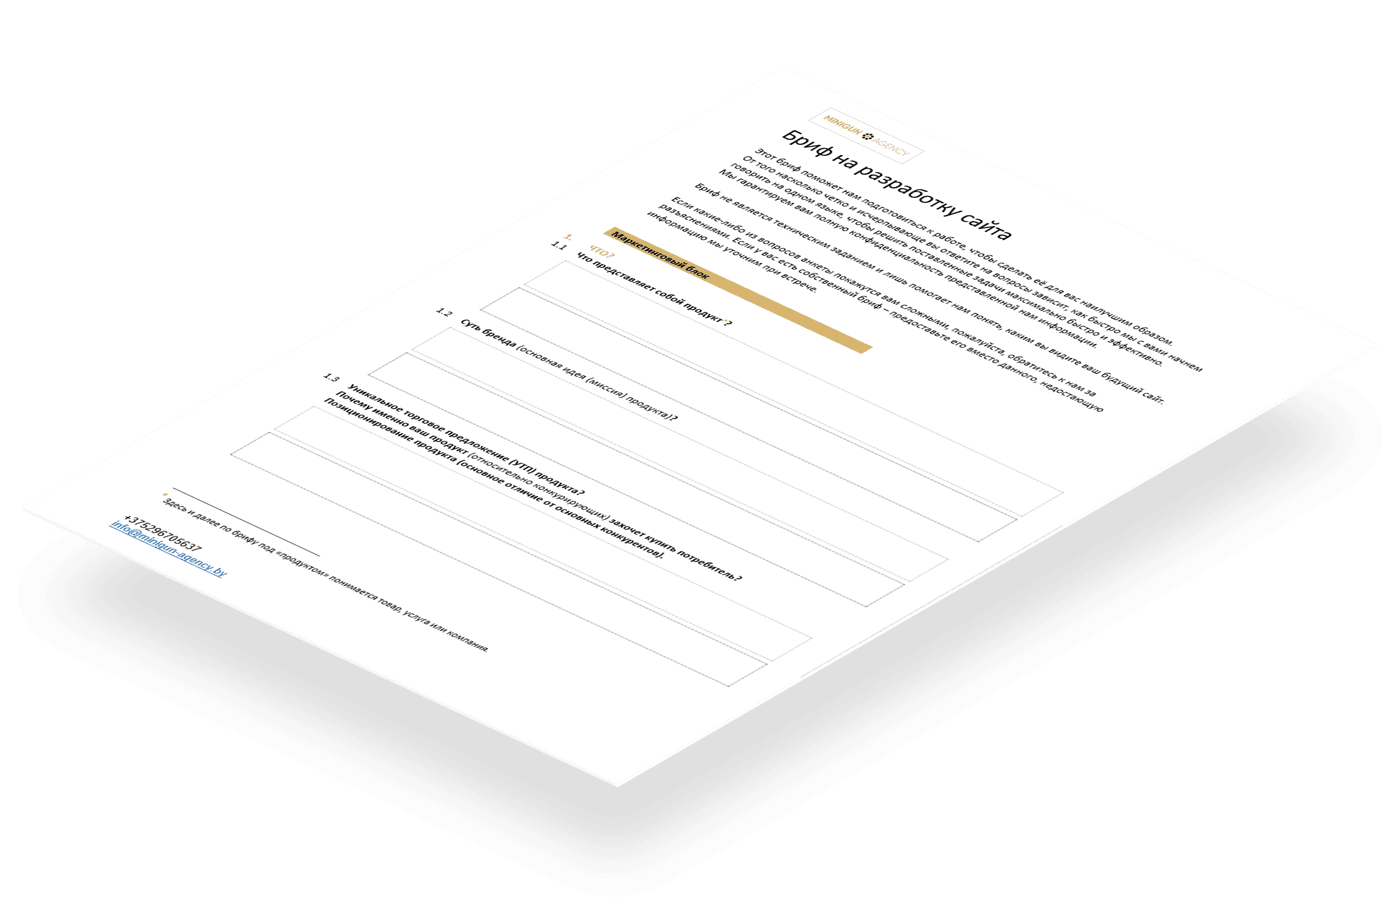 MINIGUN AGENCY
Бриф на разработку сайта
Этот бриф поможет нам подготовиться к работе, чтобы сделать её для вас наилучшим образом.
От того насколько четко и исчерпывающе вы ответите на вопросы зависит, как быстро мы с вами начнем
говорить на одном языке, чтобы решить поставленные задачи максимально быстро и эффективно.
Мы гарантируем вам полную конфиденциальность представленной нам информации.
Бриф не является техническим заданием и лишь помогает нам понять, каким вы видите ваш будущий сайт.
Если какие-либо из вопросов анкеты покажутся вам сложными, пожалуйста, обратитесь к нам за
разъяснениями. Если у вас есть собственный бриф – предоставьте его вместо данного, недостающую
информацию мы уточним при встрече.
Маркетинговый блок
1. ЧТО?
1.1 Что представляет собой продукт*?
1.2 Суть бренда (основная идея (миссия) продукта)?
1.3 Уникальное торговое предложение (УТП) продукта?
Почему именно ваш продукт (относительно конкурирующих) захочет купить потребитель?
Позиционирование продукта (основное отличие от основных конкурентов).
* Здесь и далее по брифу под «продуктом» понимается товар, услуга или компания.
+375296705637
info@minigun-agency.by